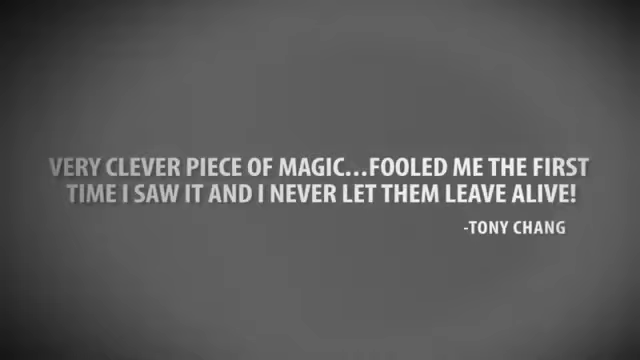 VERY CLEVER PIECE OF MAGIC...FOOLED ME THE FIRST
TIME I SAW IT AND I NEVER LET THEM LEAVE ALIVE!
-TONY CHANG